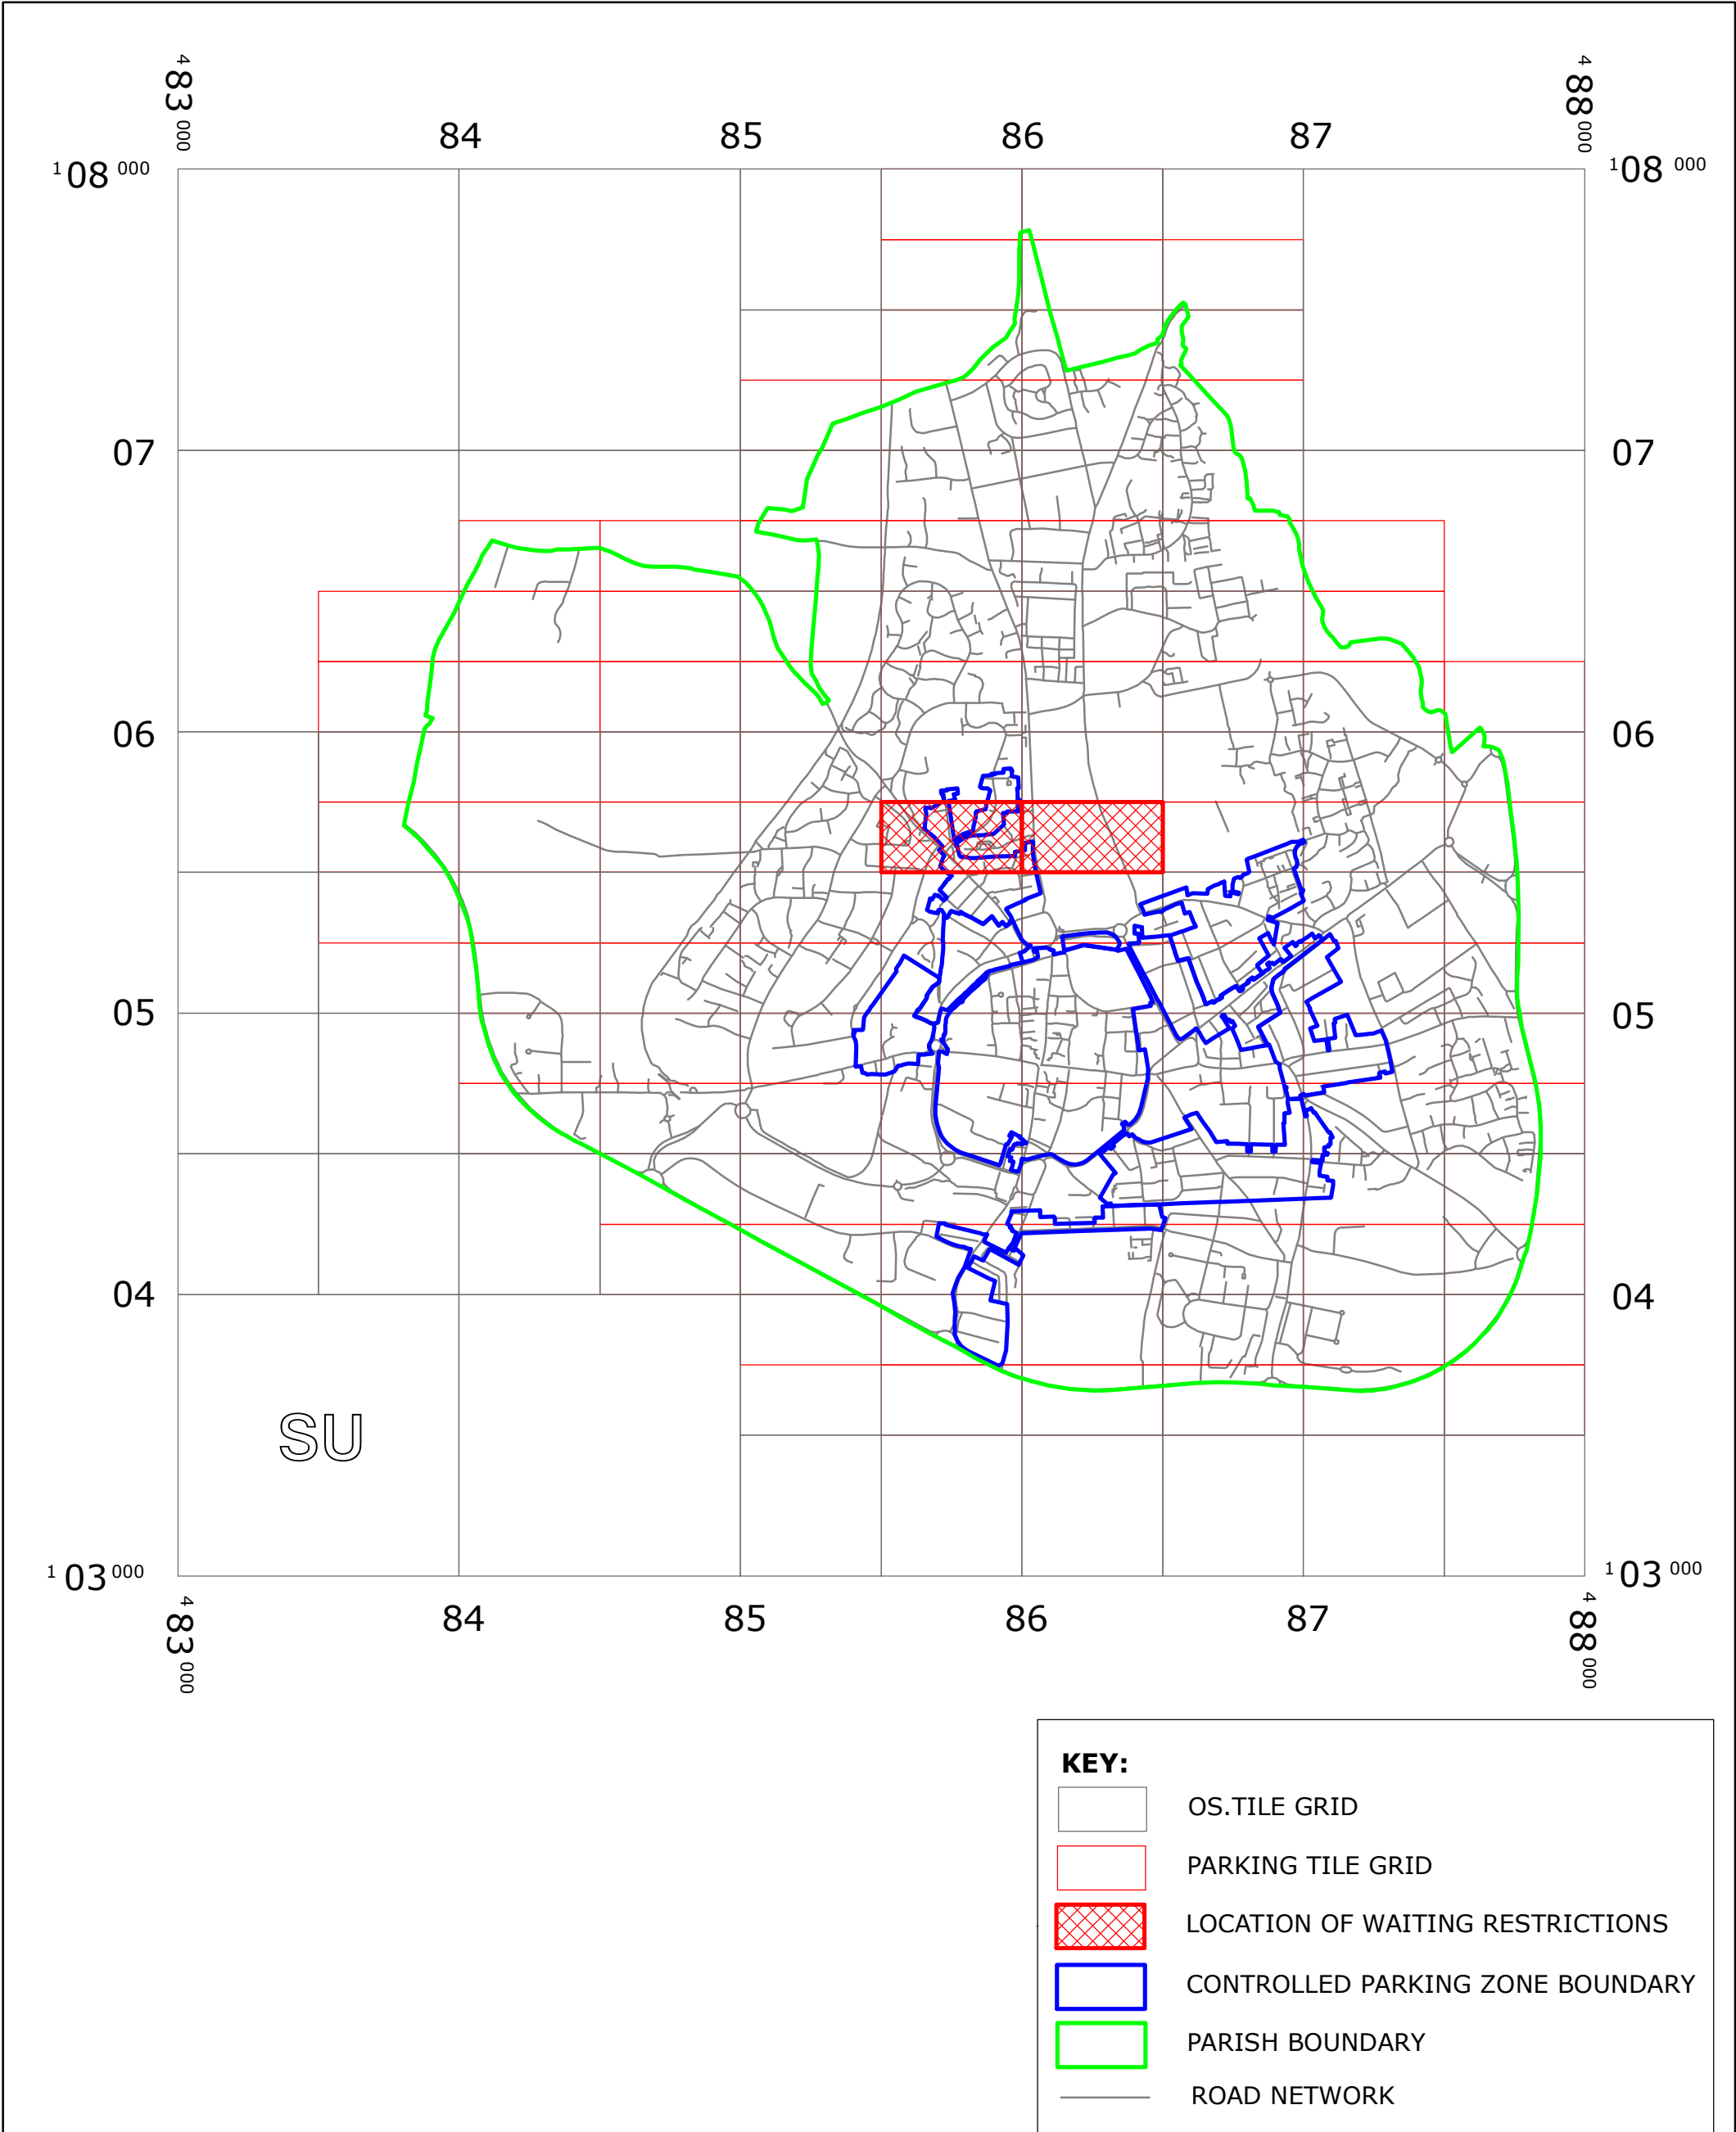 4 83 000
4 88 000
84 85 86 87
1 08 000
1 08 000
07 07
06 06
05 05
04 04
SU
1 03 000
1 03 000
84 85 86 87
4 83 000
4 88 000
KEY:
OS.TILE GRID
PARKING TILE GRID
LOCATION OF WAITING RESTRICTIONS
CONTROLLED PARKING ZONE BOUNDARY
PARISH BOUNDARY
ROAD NETWORK